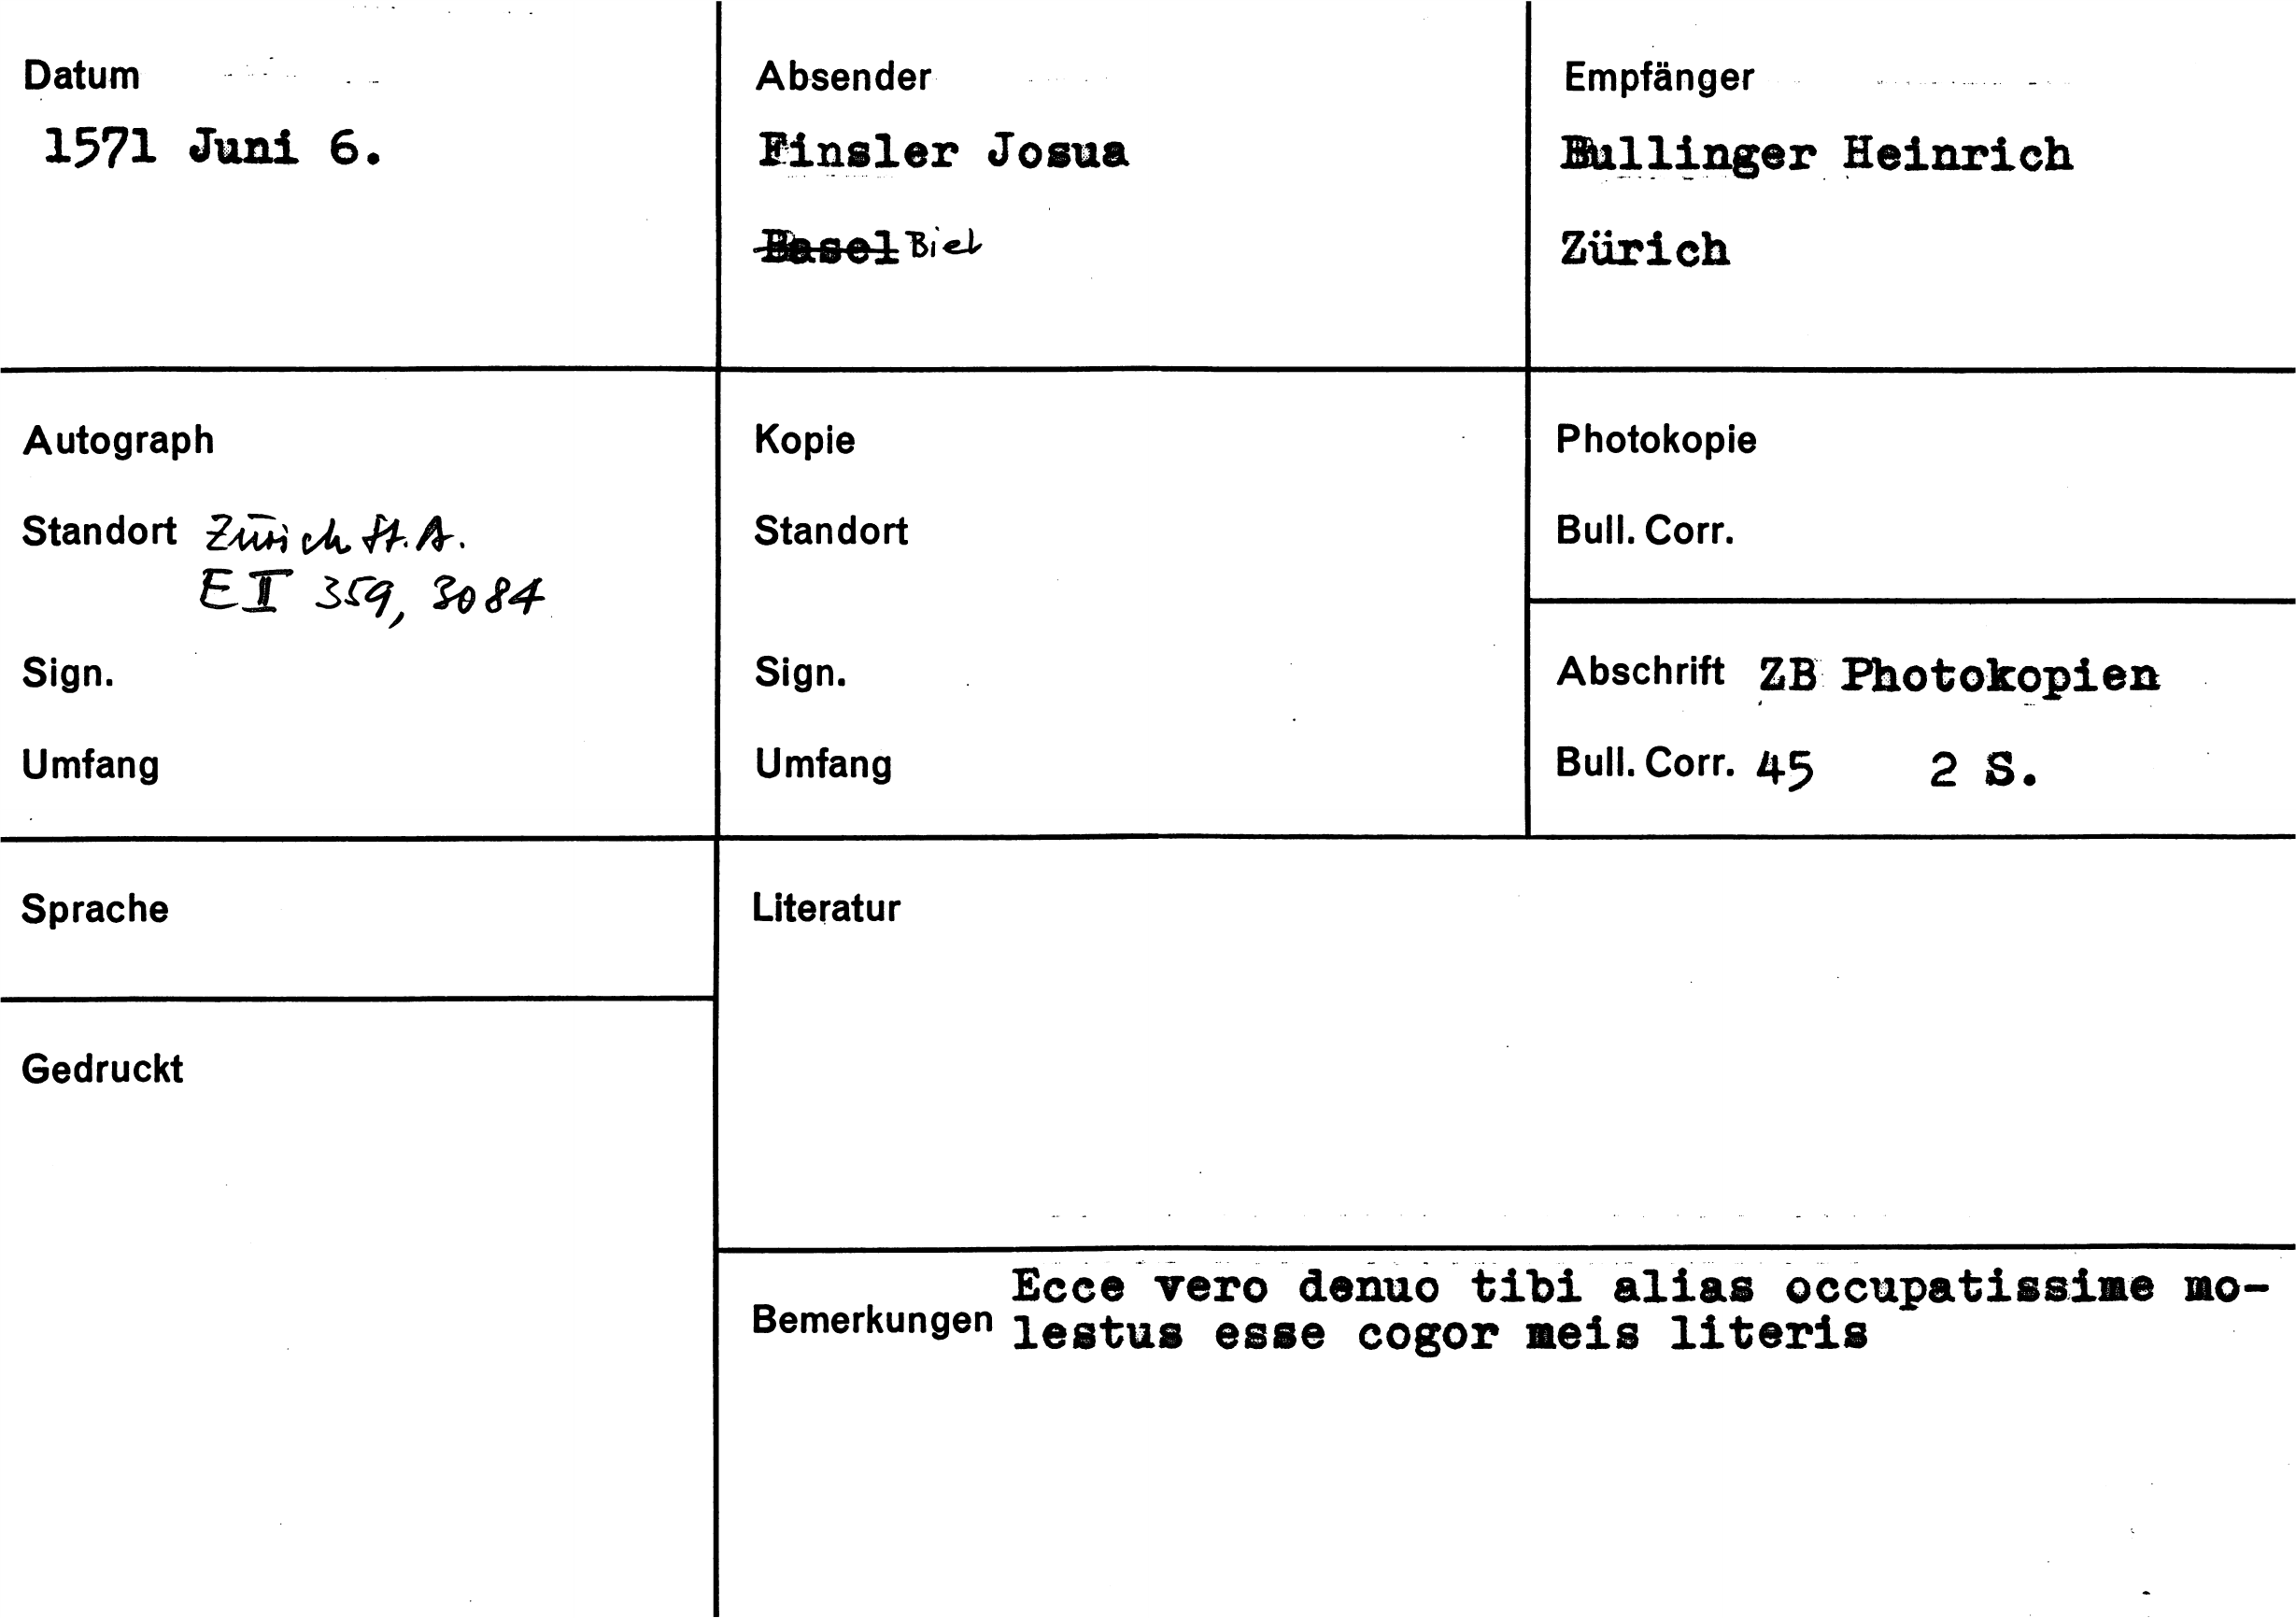 Datum
1571 Juni 6.
Absender
Finsler Josua
Basel Biel
Empfänger
Bullinger Heinrich
Zürich
Autograph
Standort Zürich St.A.
E II 359, 3084
Sign.
Umfang
Kopie
Standort
Sign.
Umfang
Photokopie
Bull. Corr.
Abschrift ZB Photokopien
Bull. Corr. 45 2 S.
Sprache
Literatur
Gedruckt
Bemerkungen
Ecce vero denuo tibi alias occupatissime mo-
lestus esse cogor meis literis